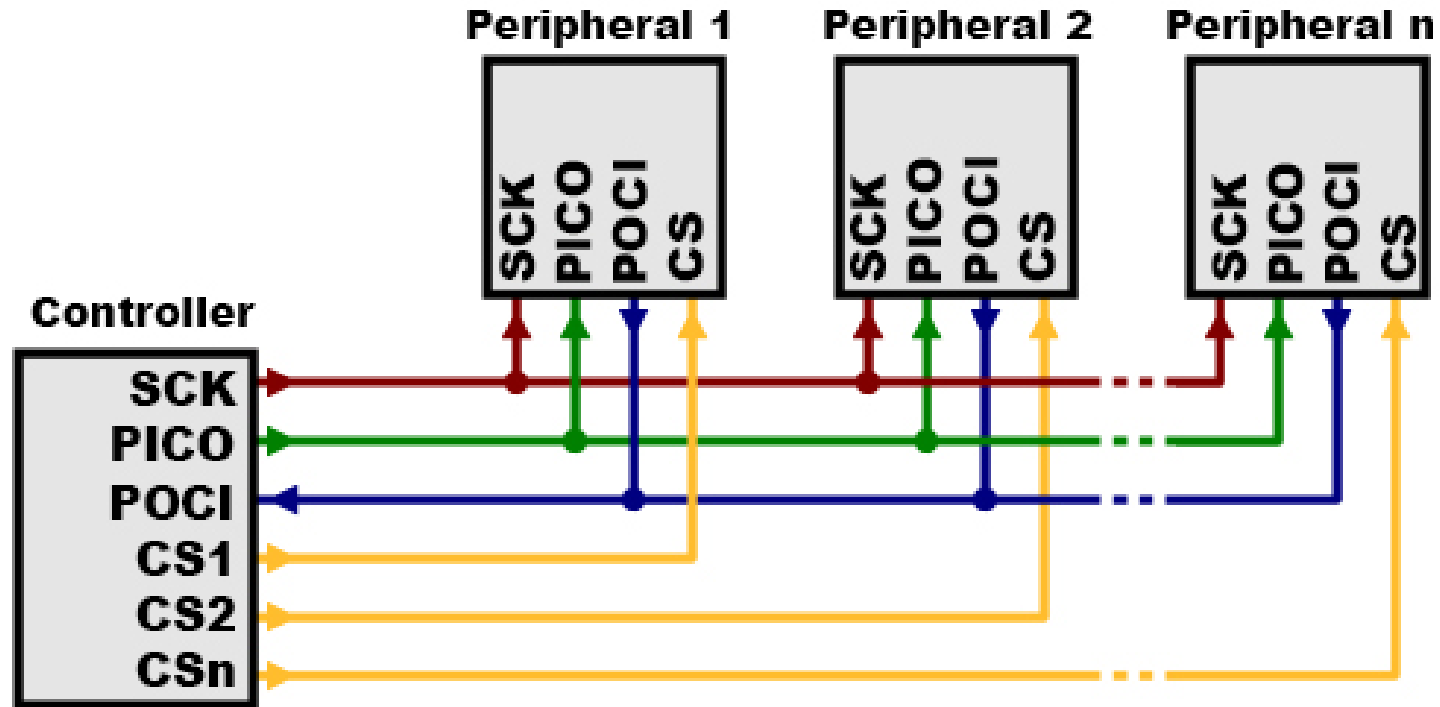 Peripheral 1
Peripheral 2
Peripheral n
SCK
PICO
POCI
CS
SCK
PICO
POCI
CS
SCK
PICO
POCI
CS
Controller
SCK
PICO
POCI
CS1
CS2
CSn